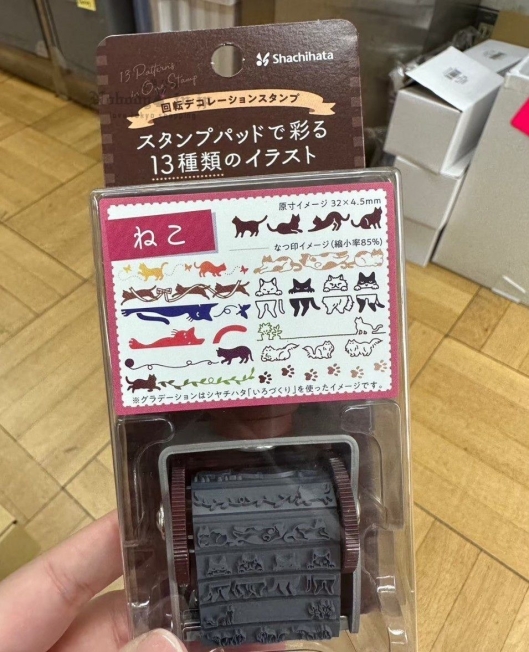 Shachihata
13 Patterns
in One Stamp
回転デコレーションスタンプ
スタンプパッドで彩る
13種類のイラスト
原寸イメージ 32×4.5mm
ねこ
なつ印イメージ(縮小率85%)
※グラデーションはシヤチハタ「いろづくり」を使ったイメージです。